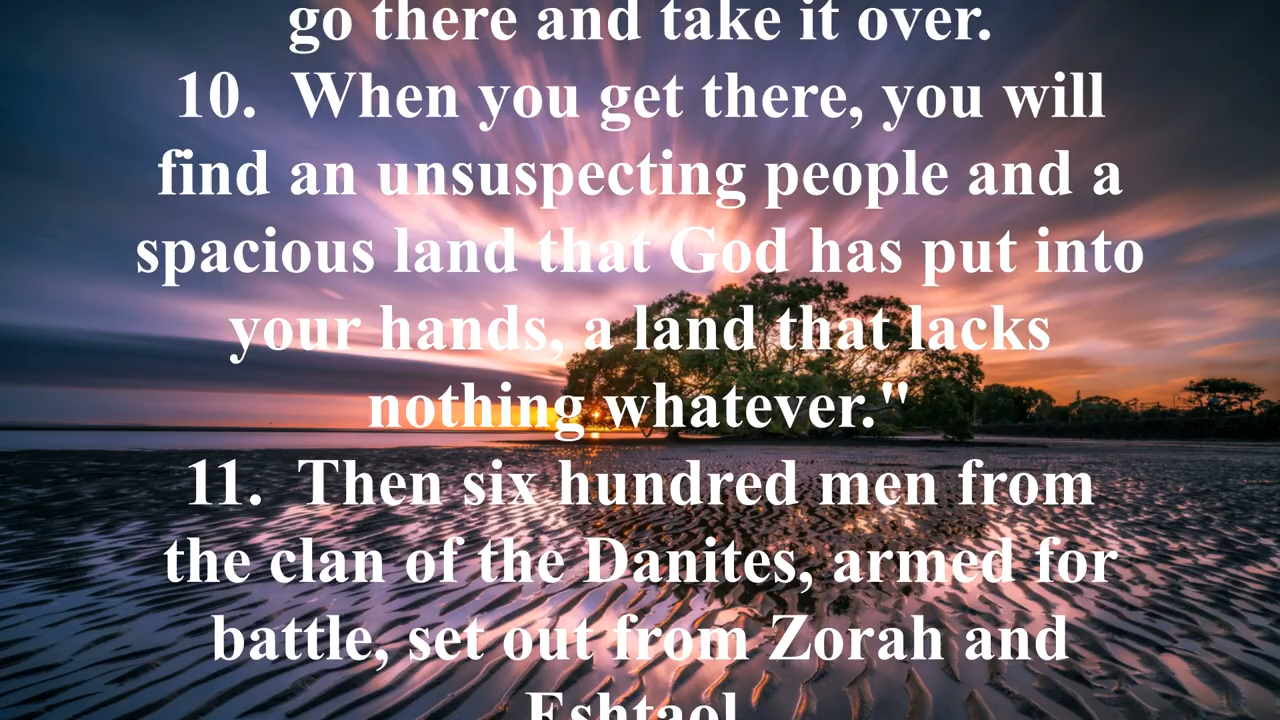 go there and take it over.
10.  When you get there, you will
find an unsuspecting people and a
spacious land that God has put into
your hands, a land that lacks
nothing whatever."
11.  Then six hundred men from
the clan of the Danites, armed for
battle, set out from Zorah and
Eshtaol.